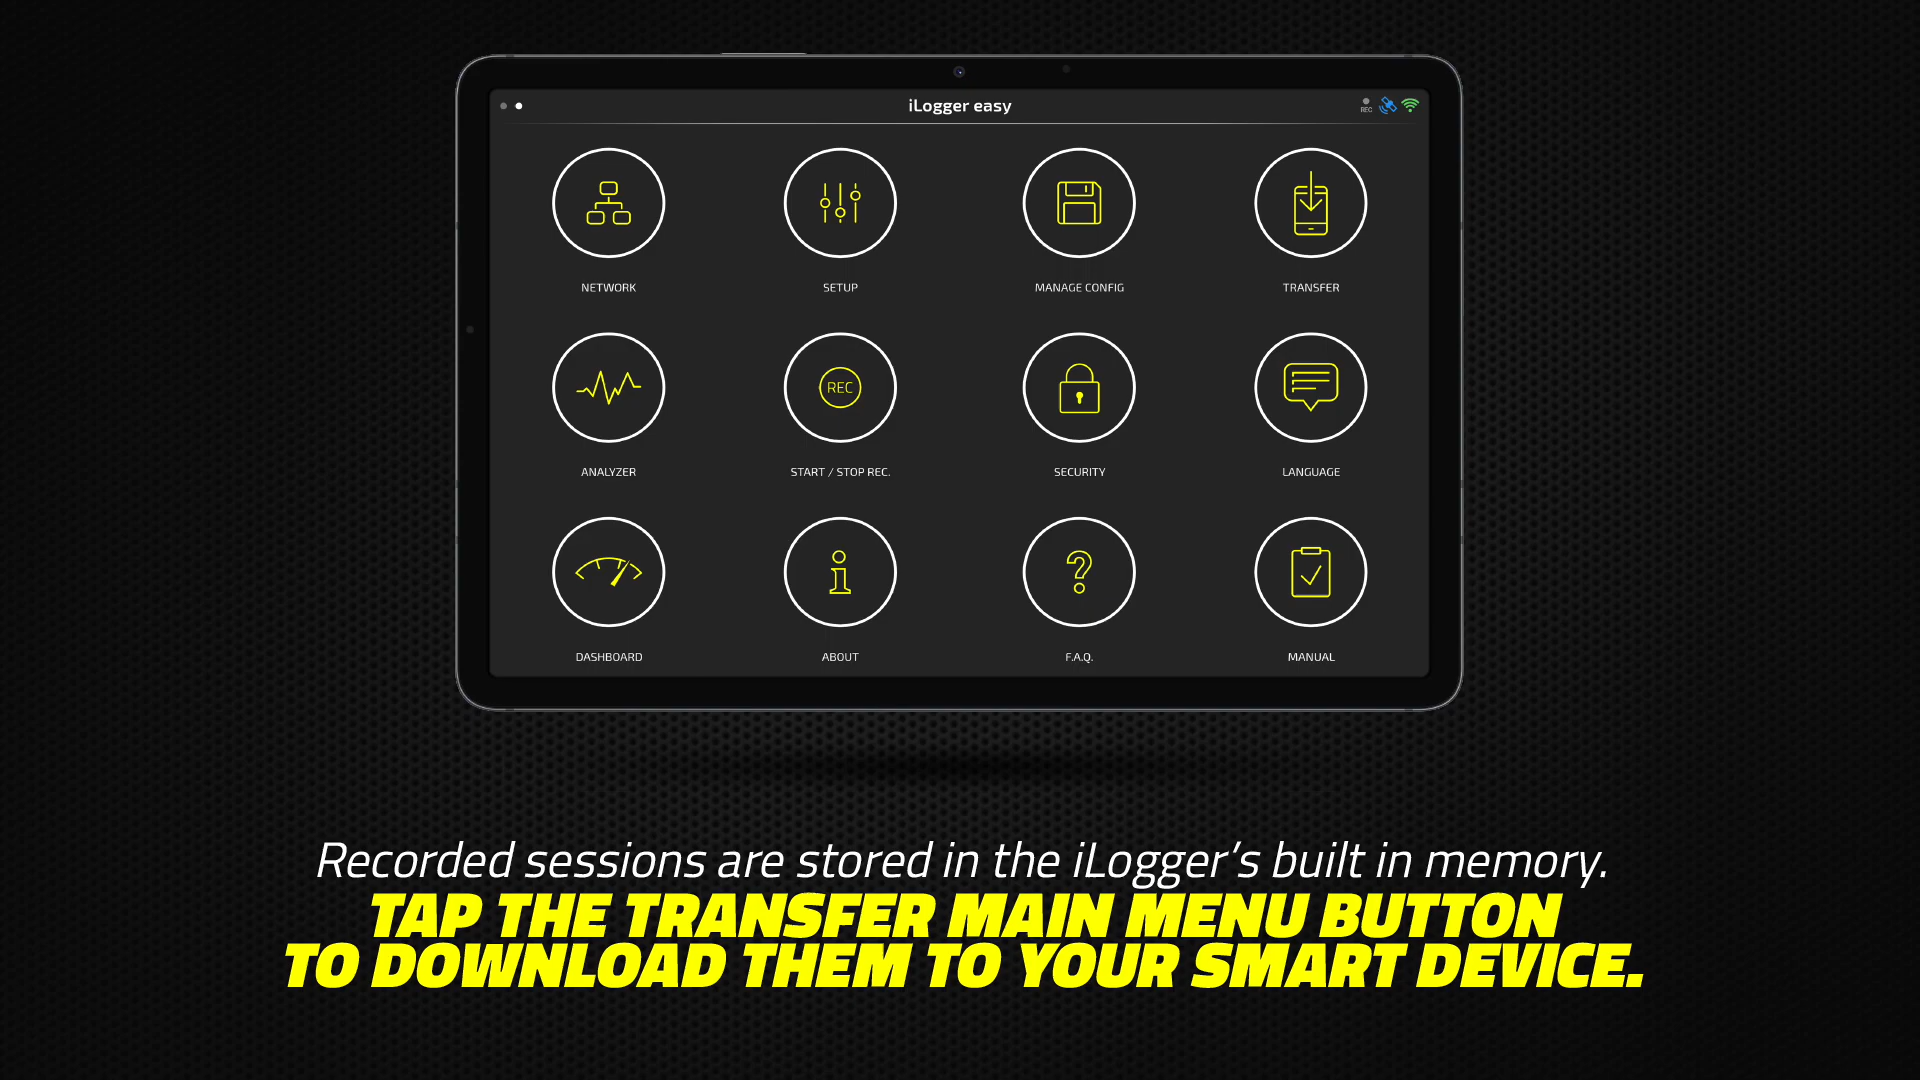 iLogger easy
REC
NETWORK
SETUP
MANAGE CONFIG
TRANSFER
REC
ANALYZER
START / STOP REC.
SECURITY
LANGUAGE
DASHBOARD
ABOUT
F.A.Q.
MANUAL
Recorded sessions are stored in the iLogger’s built in memory.
TAP THE TRANSFER MAIN MENU BUTTON
TO DOWNLOAD THEM TO YOUR SMART DEVICE.